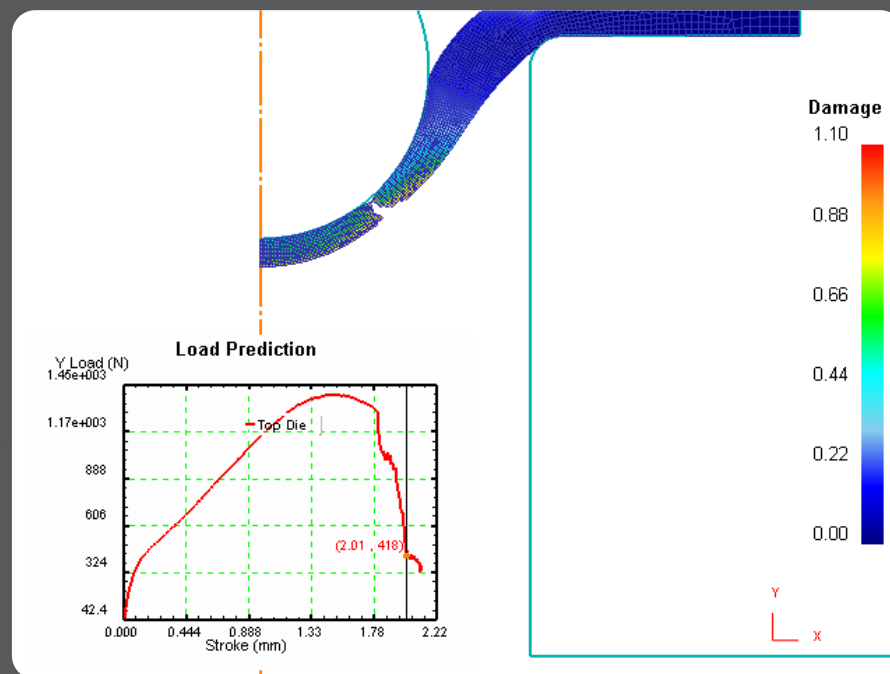 Damage
1.10
0.88
0.66
0.44
0.22
0.00
Load Prediction
Y Load (N)
1.45e+003
1.17e+003
888
606
324
42.4
Top Die
(2.01 , 418)
0.000 0.444 0.888 1.33 1.78 2.22
Stroke (mm)
Y
X